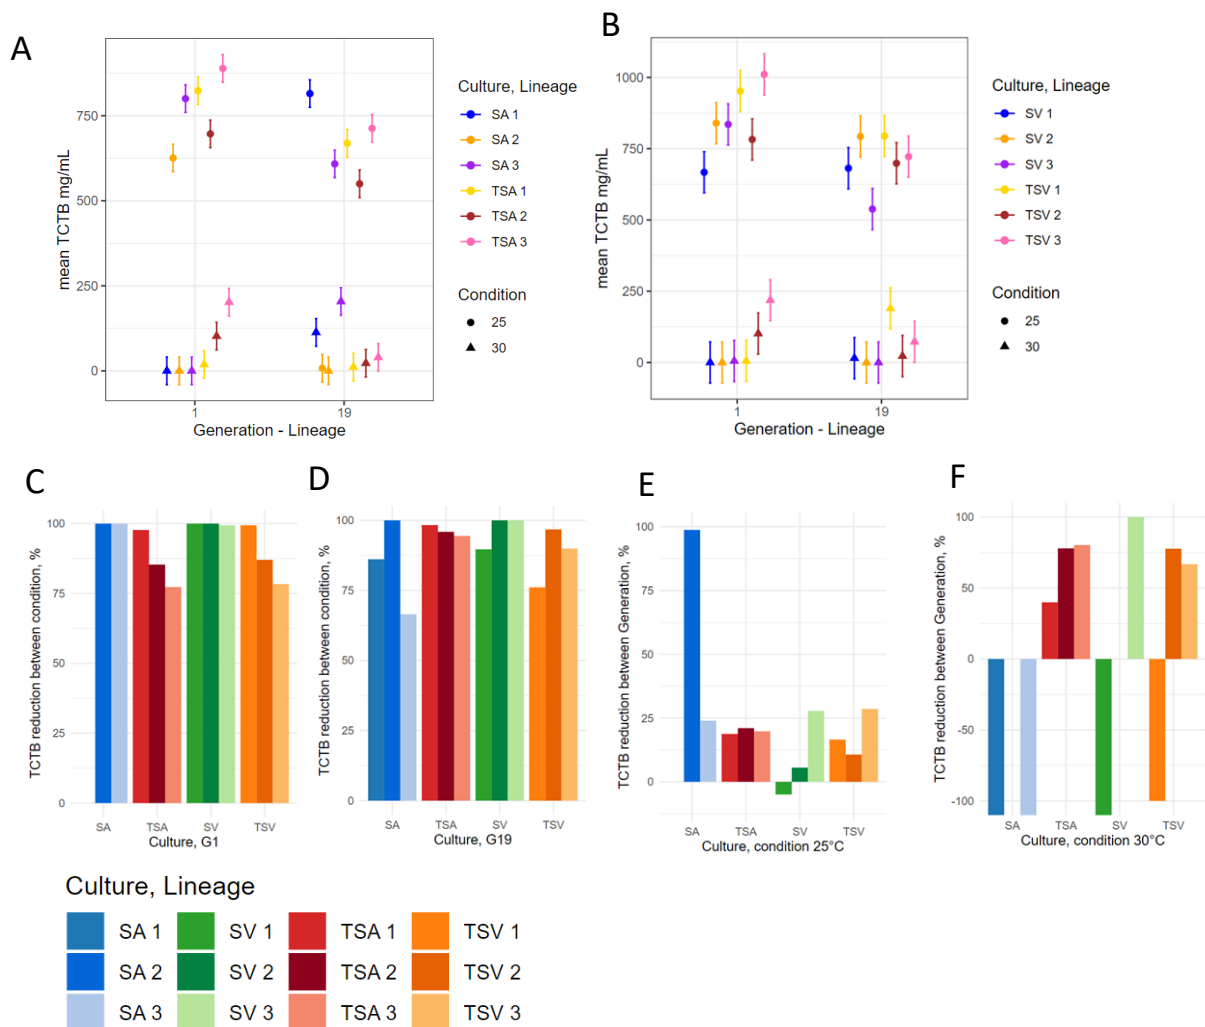 A
mean TCTB mg/mL
750
500
250
0
1
19
Generation - Lineage
Culture, Lineage
SA 1
SA 2
SA 3
TSA 1
TSA 2
TSA 3
Condition
25
30
B
mean TCTB mg/mL
1000
750
500
250
0
1
19
Generation - Lineage
Culture, Lineage
SV 1
SV 2
SV 3
TSV 1
TSV 2
TSV 3
Condition
25
30
C
TCTB reduction between condition, %
100
75
50
25
0
SA
TSA
SV
TSV
Culture, G1
D
TCTB reduction between condition, %
100
75
50
25
0
SA
TSA
SV
TSV
Culture, G19
E
TCTB reduction between Generation, %
100
75
50
25
0
SA
TSA
SV
TSV
Culture, condition 25°C
F
TCTB reduction between Generation, %
100
50
0
-50
-100
SA
TSA
SV
TSV
Culture, condition 30°C
Culture, Lineage
SA 1
SV 1
TSA 1
TSV 1
SA 2
SV 2
TSA 2
TSV 2
SA 3
SV 3
TSA 3
TSV 3